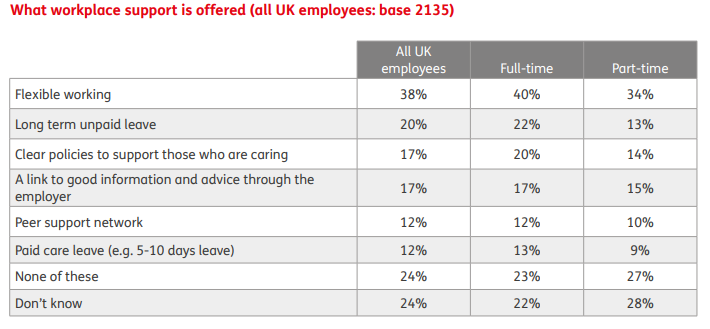 What workplace support is offered (all UK employees: base 2135)
All UK
employees Full-time Part-time
Flexible working 38% 40% 34%
Long term unpaid leave 20% 22% 13%
Clear policies to support those who are caring 17% 20% 14%
A link to good information and advice through the
employer 17% 17% 15%
Peer support network 12% 12% 10%
Paid care leave (e.g. 5-10 days leave) 12% 13% 9%
None of these 24% 23% 27%
Don’t know 24% 22% 28%